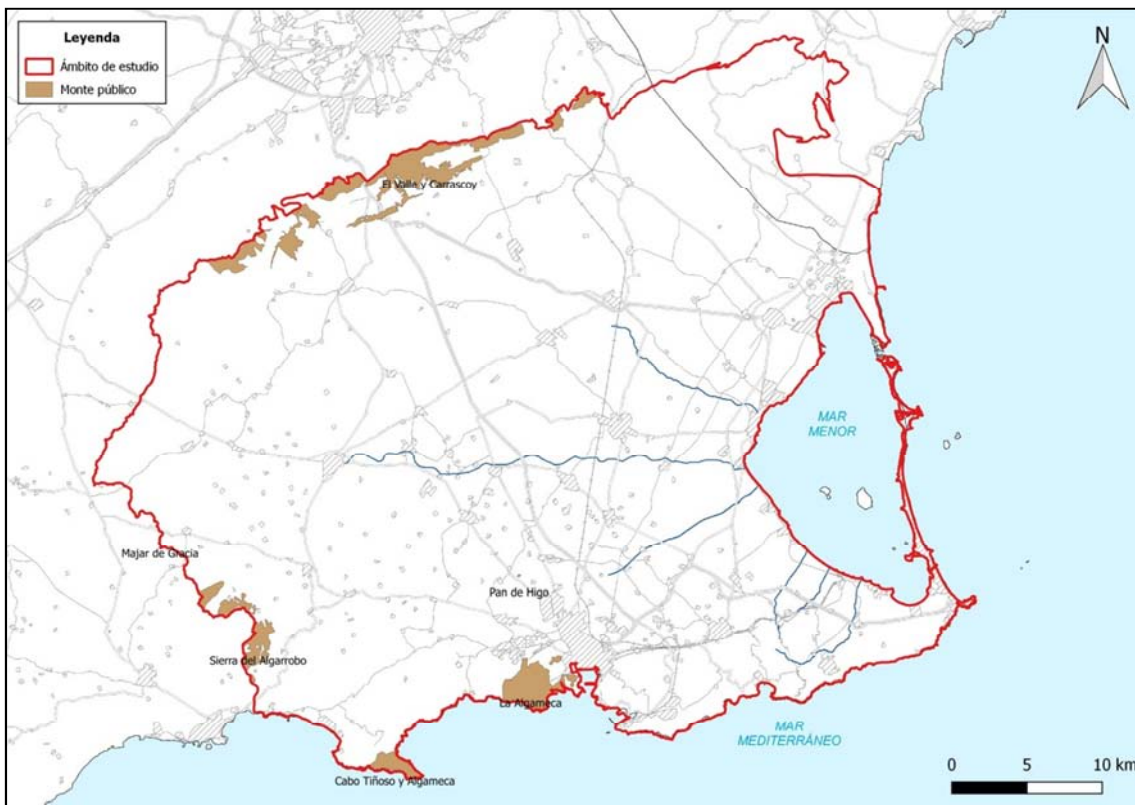 Leyenda
Ámbito de estudio
Monte público
N
El Valle y Carrascoy
MAR
MENOR
Majar de Gracia
Pan de Higo
Sierra del Algarrobo
La Algameca
MAR
MEDITERRÁNEO
Cabo Tiñoso y Algameca
0 5 10 km